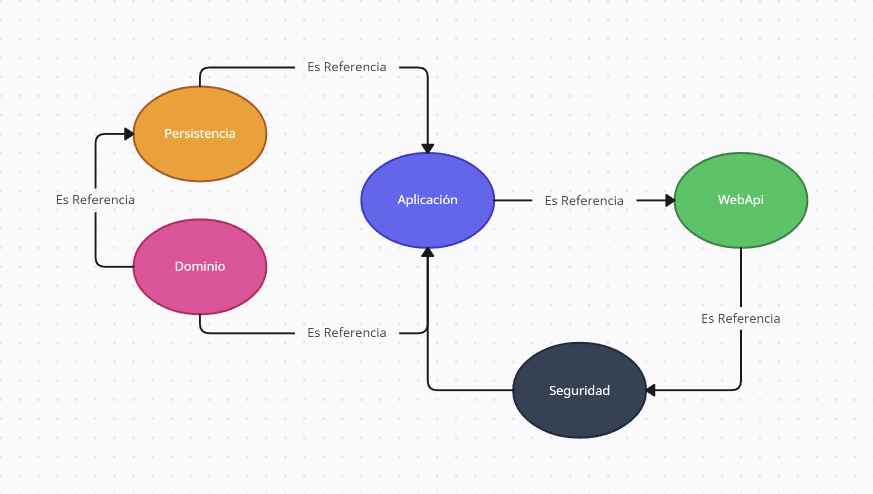 Es Referencia
Persistencia
Es Referencia
Aplicación
Es Referencia
WebApi
Dominio
Es Referencia
Es Referencia
Seguridad